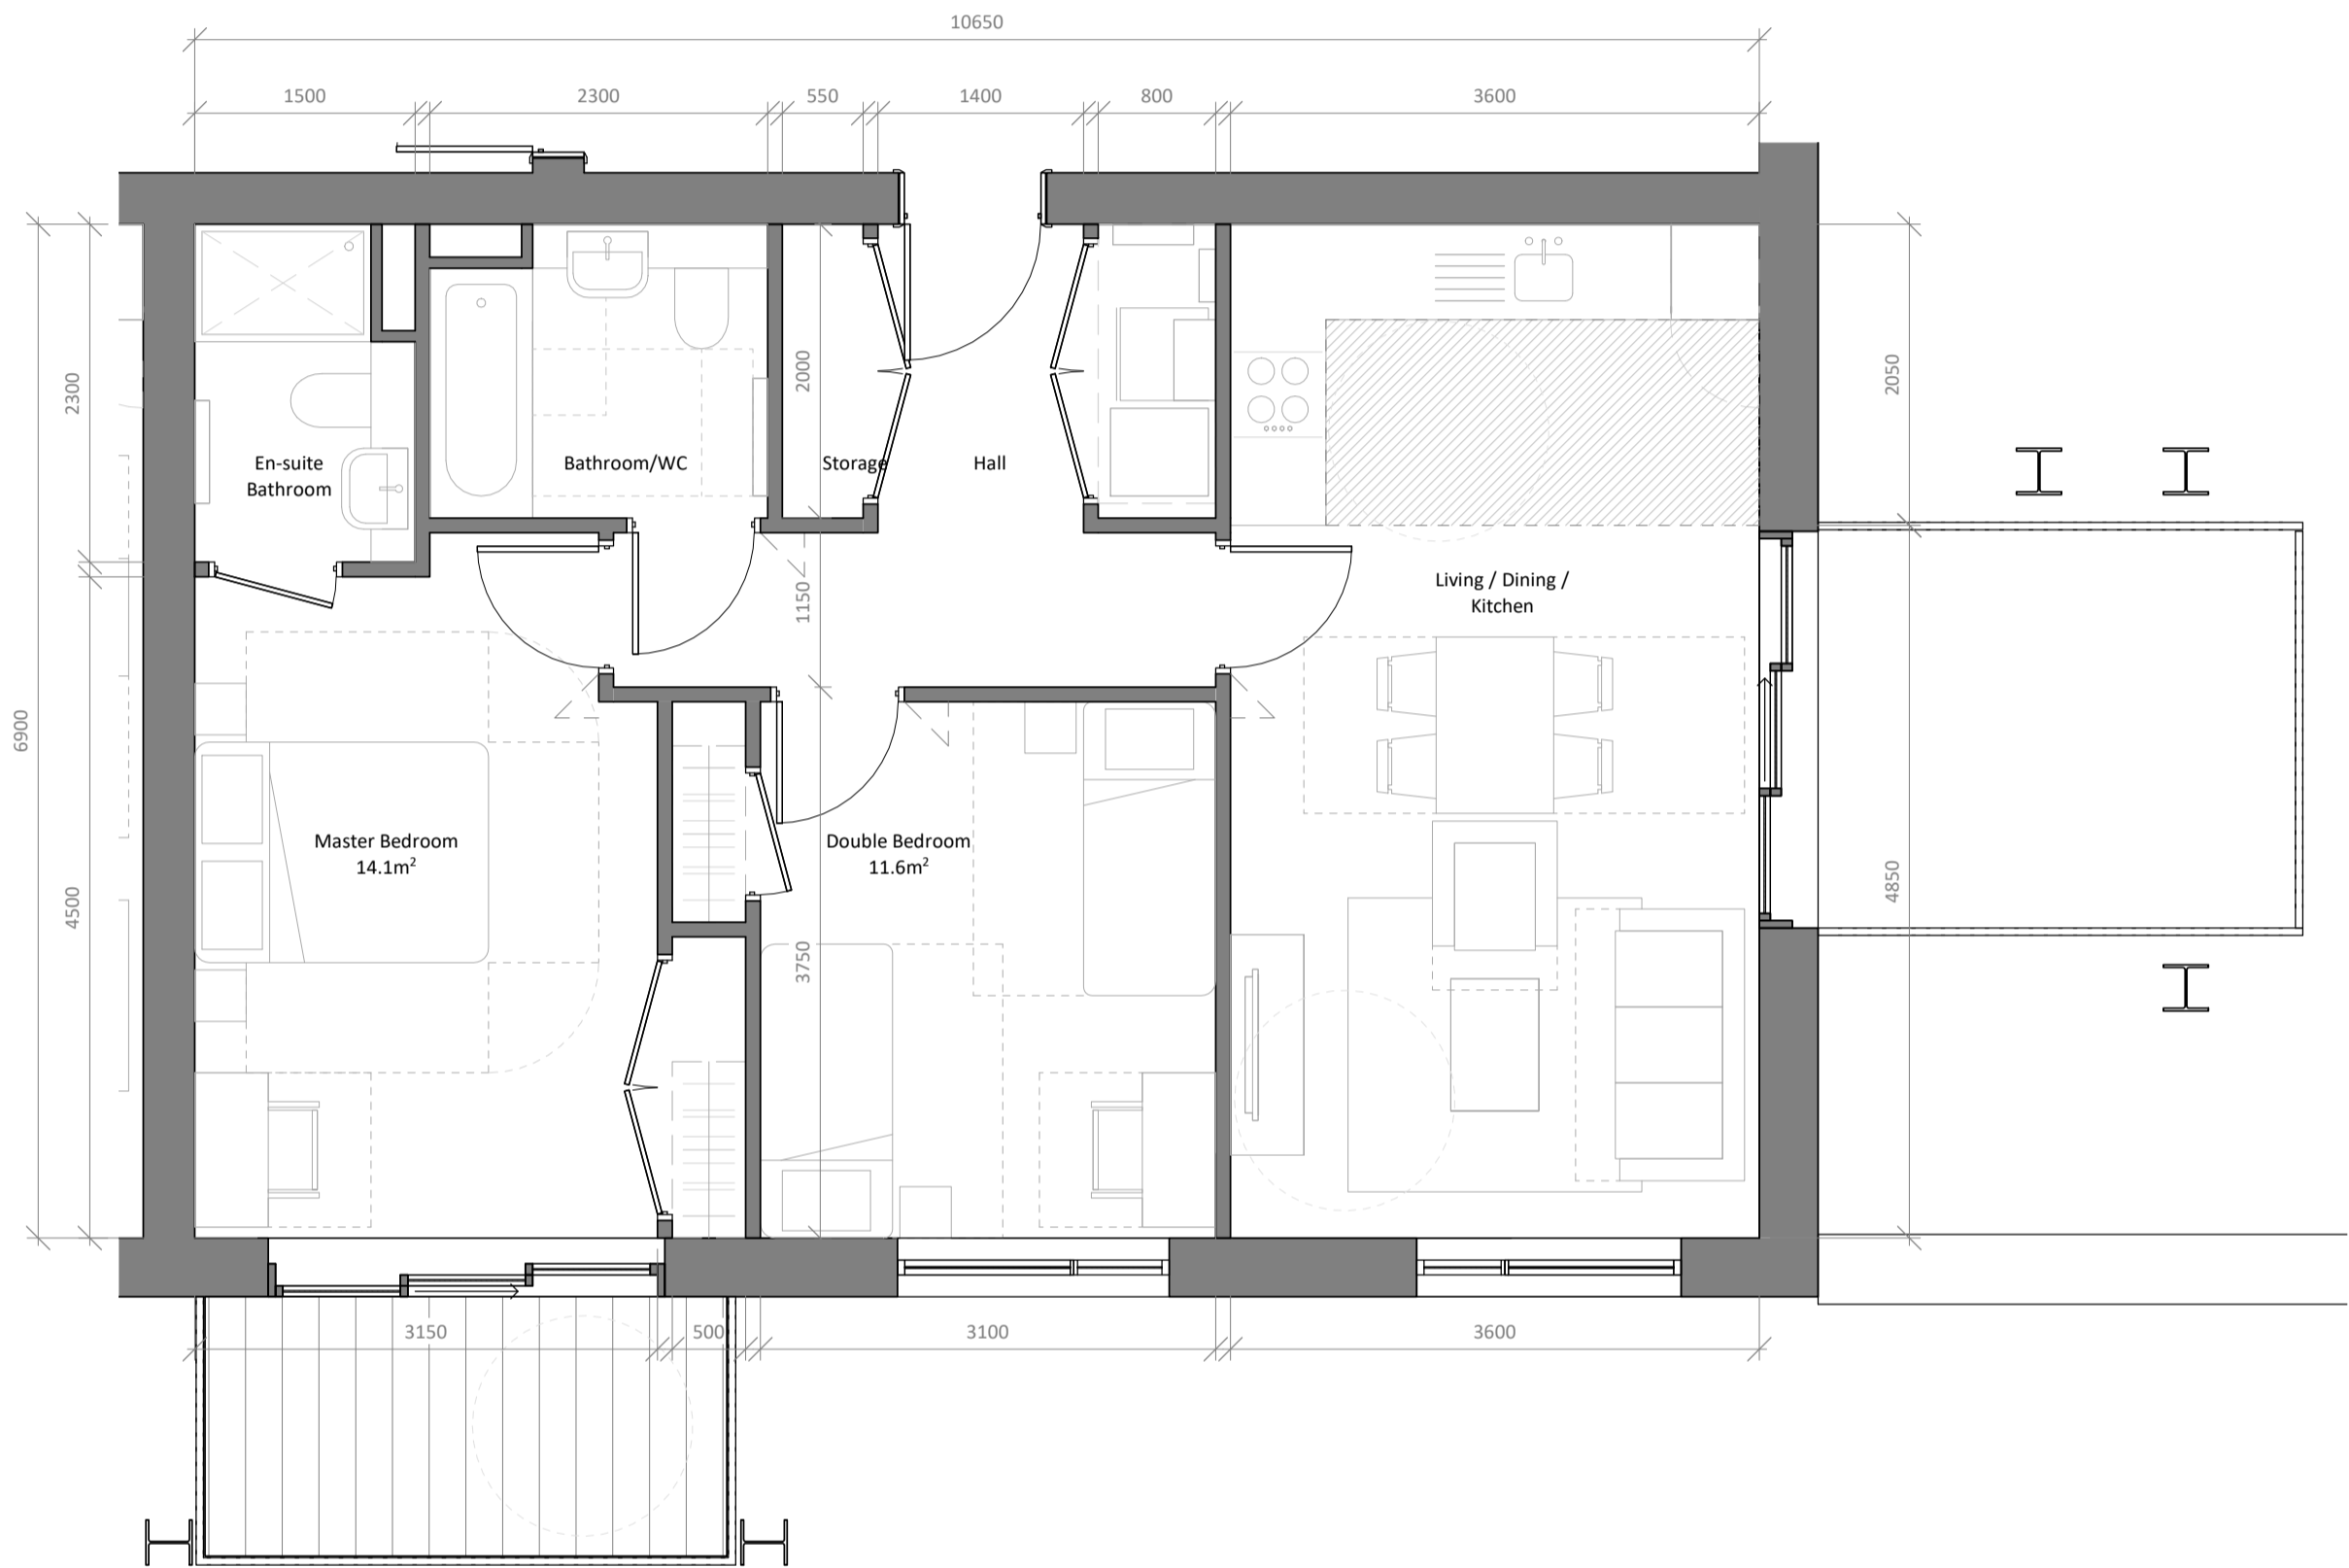 10650
1500 2300 550 1400 800 3600
2300
2000
2050
En-suite
Bathroom
Bathroom/WC
Storage
Hall
Living / Dining /
Kitchen
1150
6900
4500
Master Bedroom
14.1m²
Double Bedroom
11.6m²
4850
3750
3150 500 3100 3600